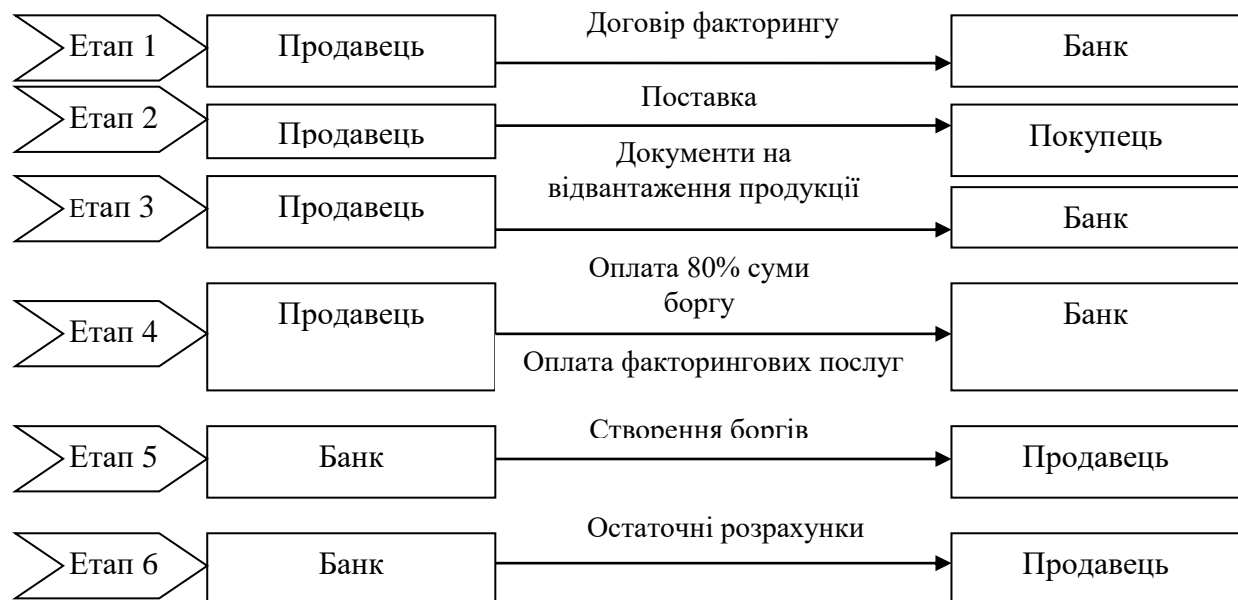 Етап 1
Продавець
Договір факторингу
Банк
Етап 2
Продавець
Поставка
Покупець
Етап 3
Продавець
Документи на
відвантаження продукції
Банк
Етап 4
Продавець
Оплата 80% суми
боргу
Оплата факторингових послуг
Банк
Етап 5
Банк
Створення боргів
Продавець
Етап 6
Банк
Остаточні розрахунки
Продавець